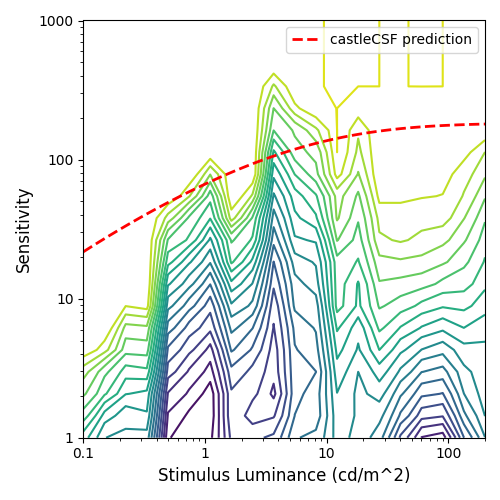 1000
castleCSF prediction
100
10
1
Sensitivity
0.1 1 10 100
Stimulus Luminance (cd/m^2)